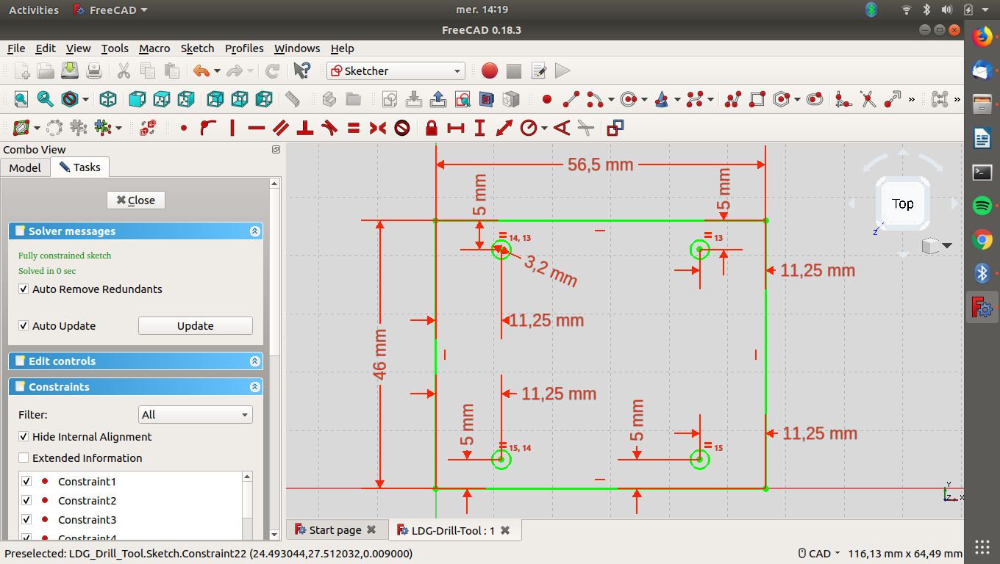 Activities FreeCAD mer. 14:19
FreeCAD 0.18.3
File Edit View Tools Macro Sketch Profiles Windows Help
Sketcher
Combo View
Model Tasks
Close
Solver messages
Fully constrained sketch
Solved in 0 sec
Auto Remove Redundants
Auto Update Update
Edit controls
Constraints
Filter: All
Hide Internal Alignment
Extended Information
Constraint1
Constraint2
Constraint3
Constraint4
56,5 mm
5 mm
5 mm
Top
Z
14, 13
13
3,2 mm
11,25 mm
11,25 mm
46 mm
11,25 mm
5 mm
5 mm
11,25 mm
15, 14
15
Y
Z X
Start page LDG-Drill-Tool : 1
Preselected: LDG_Drill_Tool.Sketch.Constraint22 (24.493044,27.512032,0.009000) CAD 116,13 mm x 64,49 mm